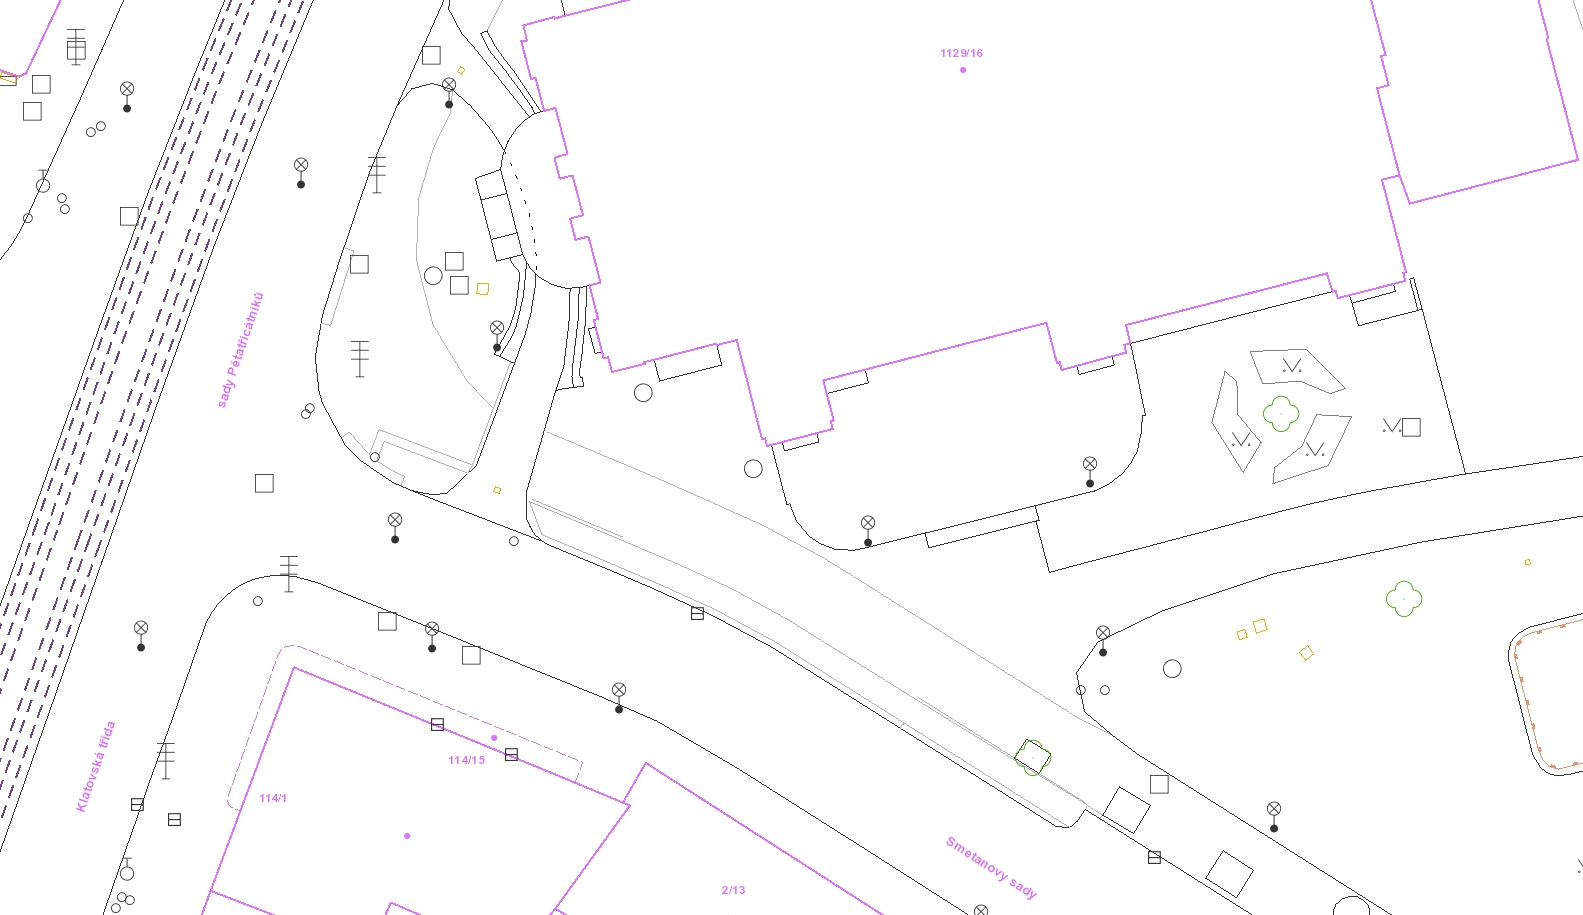 1129/16
sady Pětatřicátníků
Klatovská třída
114/15
114/1
Smetanovy sady
2/13